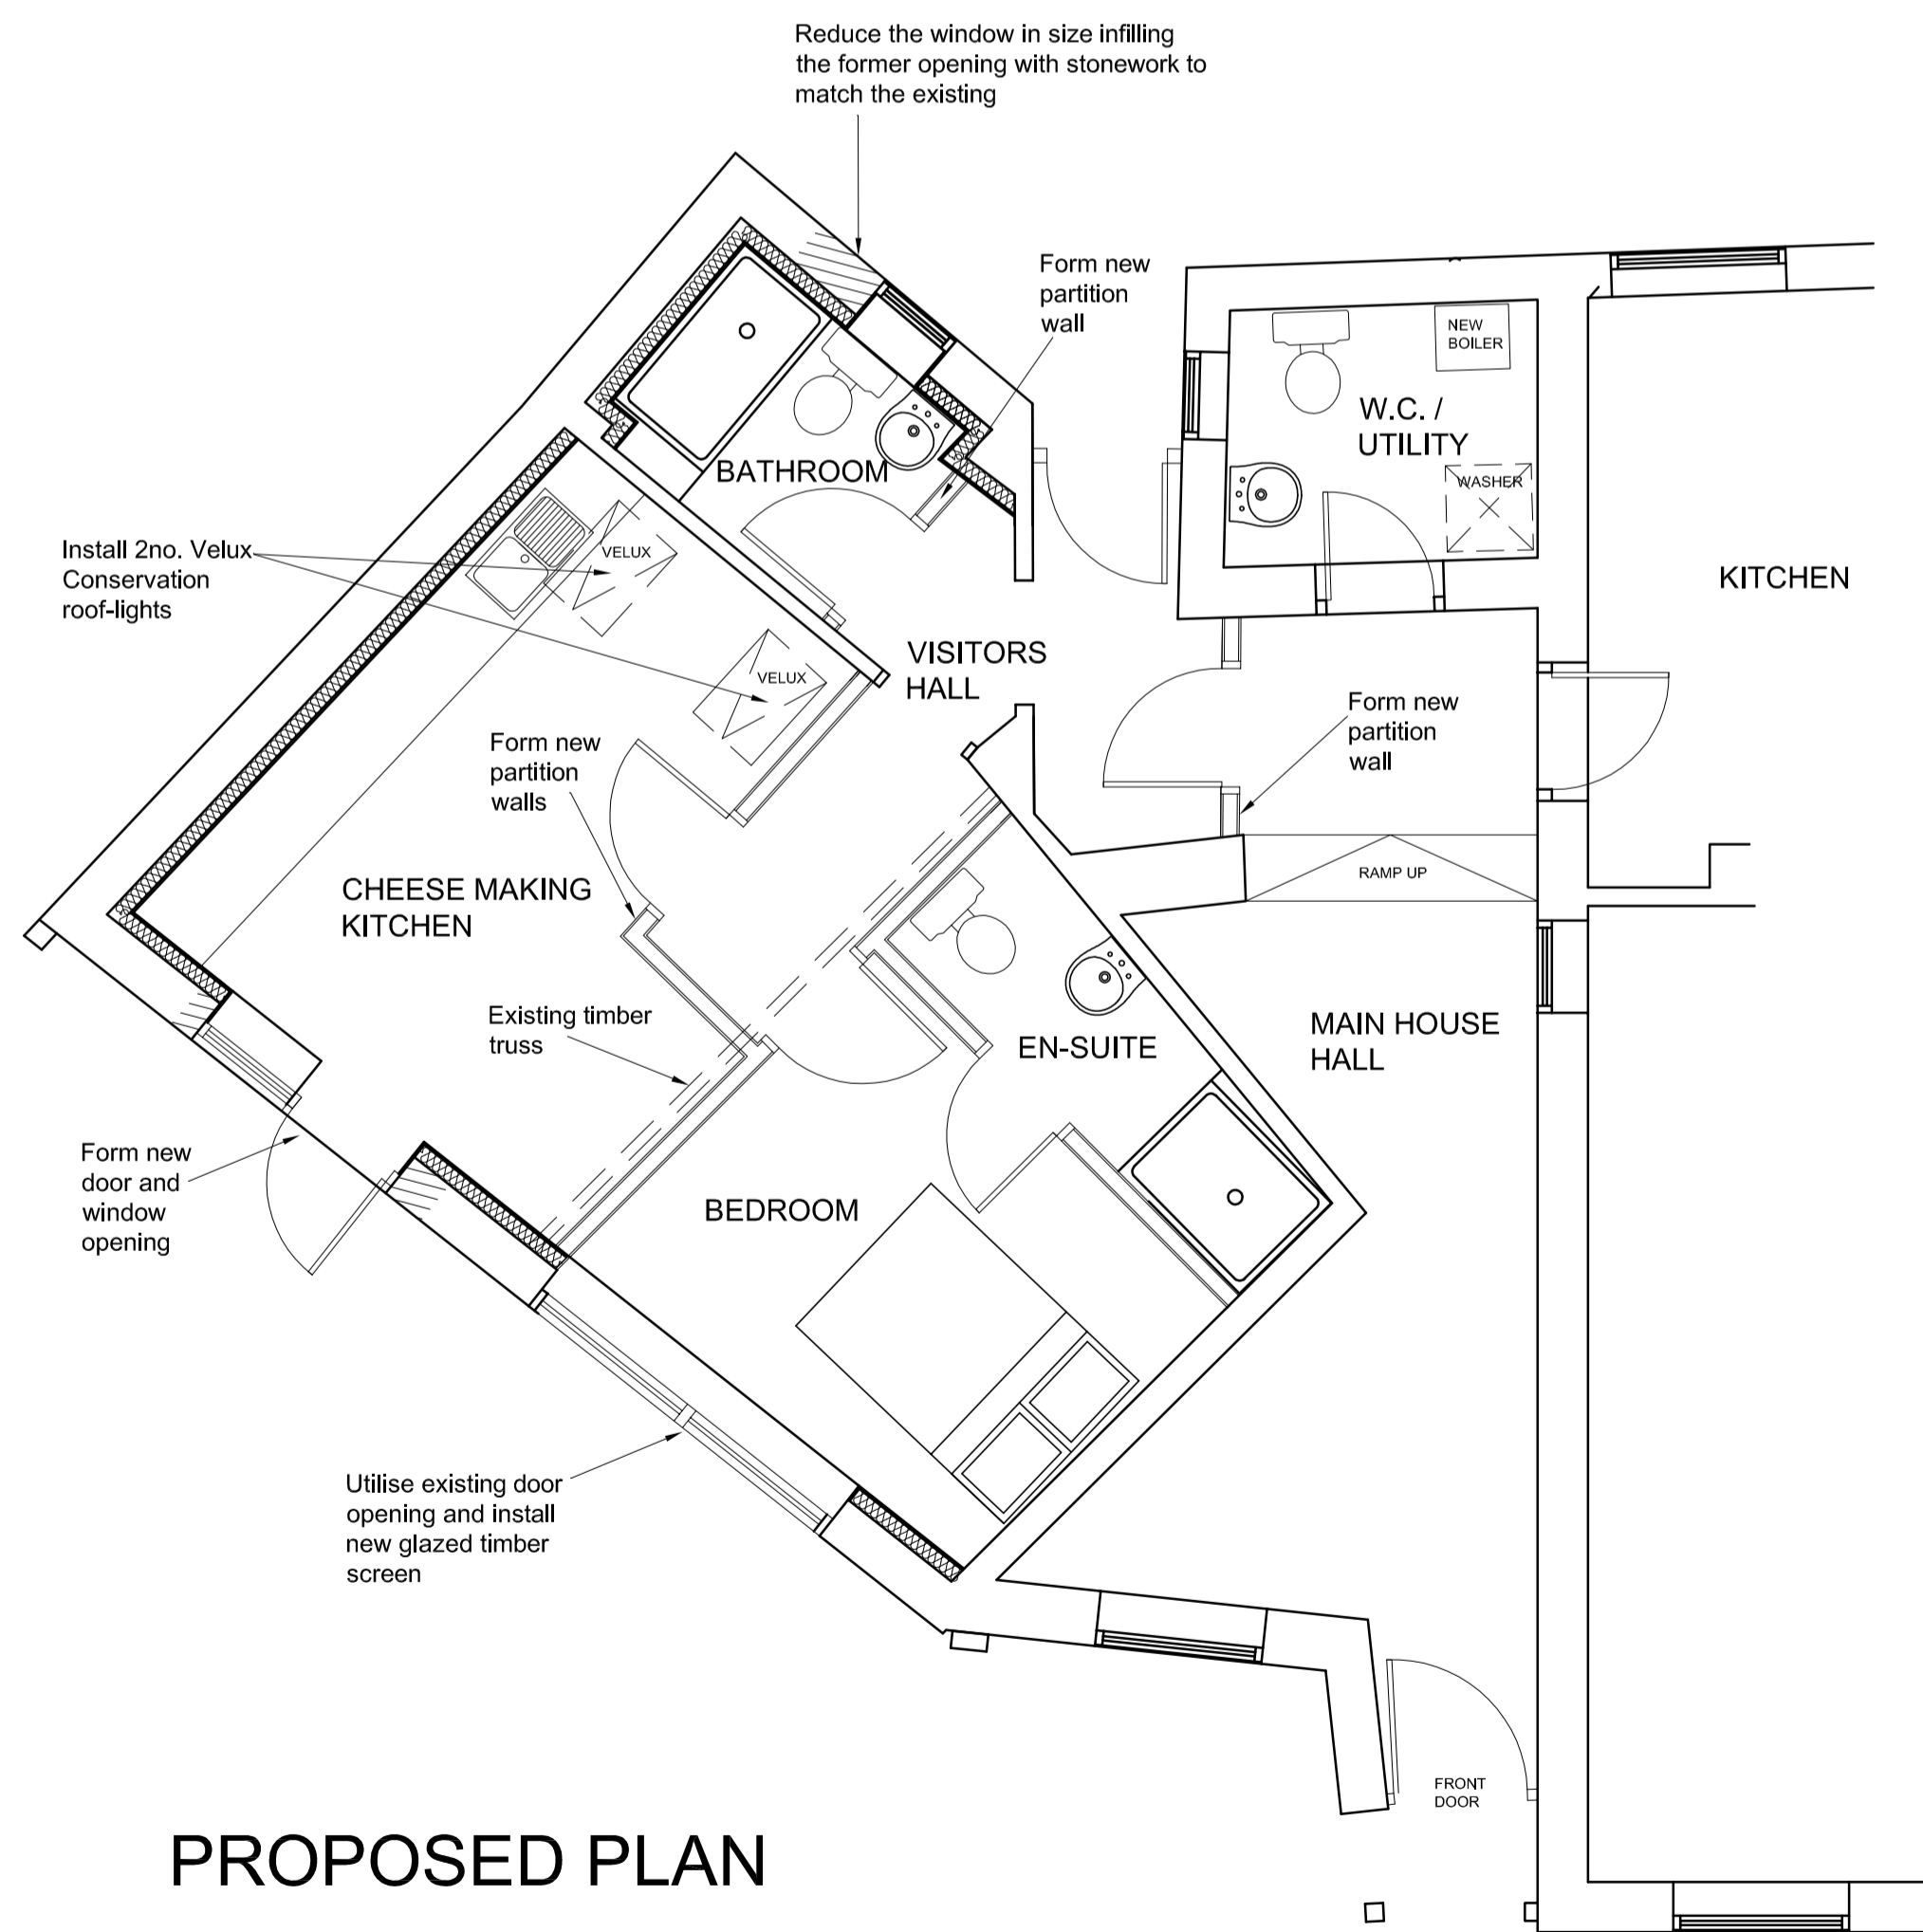 Reduce the window in size infilling
the former opening with stonework to
match the existing
Form new
partition
wall
NEW
BOILER
W.C. /
UTILITY
WASHER
BATHROOM
KITCHEN
Install 2no. Velux
Conservation
roof-lights
VELUX
VELUX
VISITORS
HALL
Form new
partition
wall
Form new
partition
walls
RAMP UP
CHEESE MAKING
KITCHEN
Existing timber
truss
EN-SUITE
MAIN HOUSE
HALL
Form new
door and
window
opening
BEDROOM
Utilise existing door
opening and install
new glazed timber
screen
FRONT
DOOR
PROPOSED PLAN